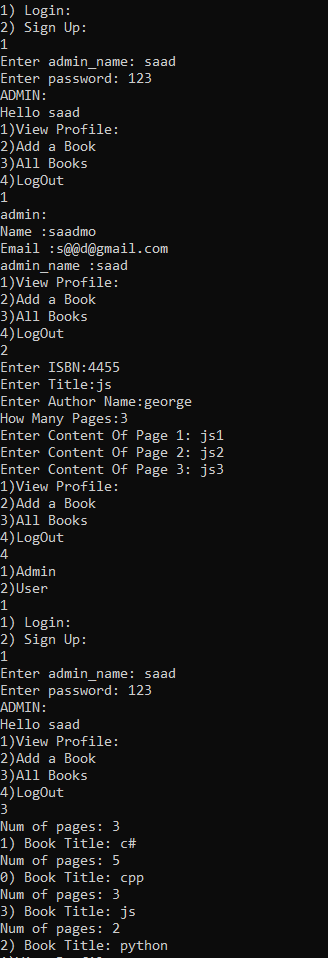 1) Login:
2) Sign Up:
1
Enter admin_name: saad
Enter password: 123
ADMIN:
Hello saad
1)View Profile:
2)Add a Book
3)All Books
4)LogOut
1
admin:
Name :saadmo
Email :s@@d@gmail.com
admin_name :saad
1)View Profile:
2)Add a Book
3)All Books
4)LogOut
2
Enter ISBN:4455
Enter Title:js
Enter Author Name:george
How Many Pages:3
Enter Content Of Page 1: js1
Enter Content Of Page 2: js2
Enter Content Of Page 3: js3
1)View Profile:
2)Add a Book
3)All Books
4)LogOut
4
1)Admin
2)User
1
1) Login:
2) Sign Up:
1
Enter admin_name: saad
Enter password: 123
ADMIN:
Hello saad
1)View Profile:
2)Add a Book
3)All Books
4)LogOut
3
Num of pages: 3
1) Book Title: c#
Num of pages: 5
0) Book Title: cpp
Num of pages: 3
3) Book Title: js
Num of pages: 2
2) Book Title: python